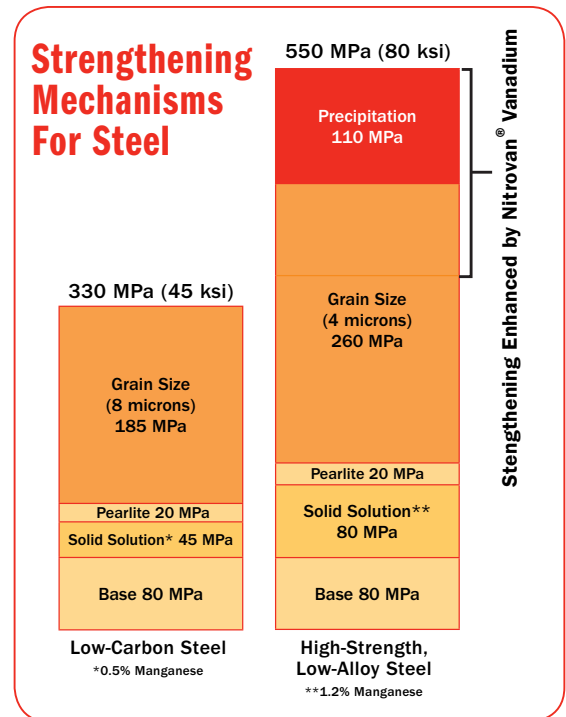 Strengthening
Mechanisms
For Steel
330 MPa (45 ksi)
Grain Size
(8 microns)
185 MPa
Pearlite 20 MPa
Solid Solution* 45 MPa
Base 80 MPa
Low-Carbon Steel
*0.5% Manganese
550 MPa (80 ksi)
Precipitation
110 MPa
Grain Size
(4 microns)
260 MPa
Pearlite 20 MPa
Solid Solution**
80 MPa
Base 80 MPa
High-Strength,
Low-Alloy Steel
**1.2% Manganese
Stengthening Enhanced by Nitrovan® Vanadium